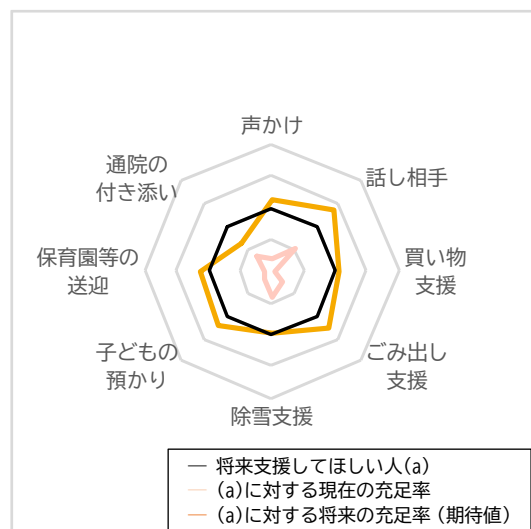 声かけ
通院の
付き添い
話し相手
保育園等の
送迎
買い物
支援
子どもの
預かり
ごみ出し
支援
除雪支援
将来支援してほしい人(a)
(a)に対する現在の充足率
(a)に対する将来の充足率(期待値)